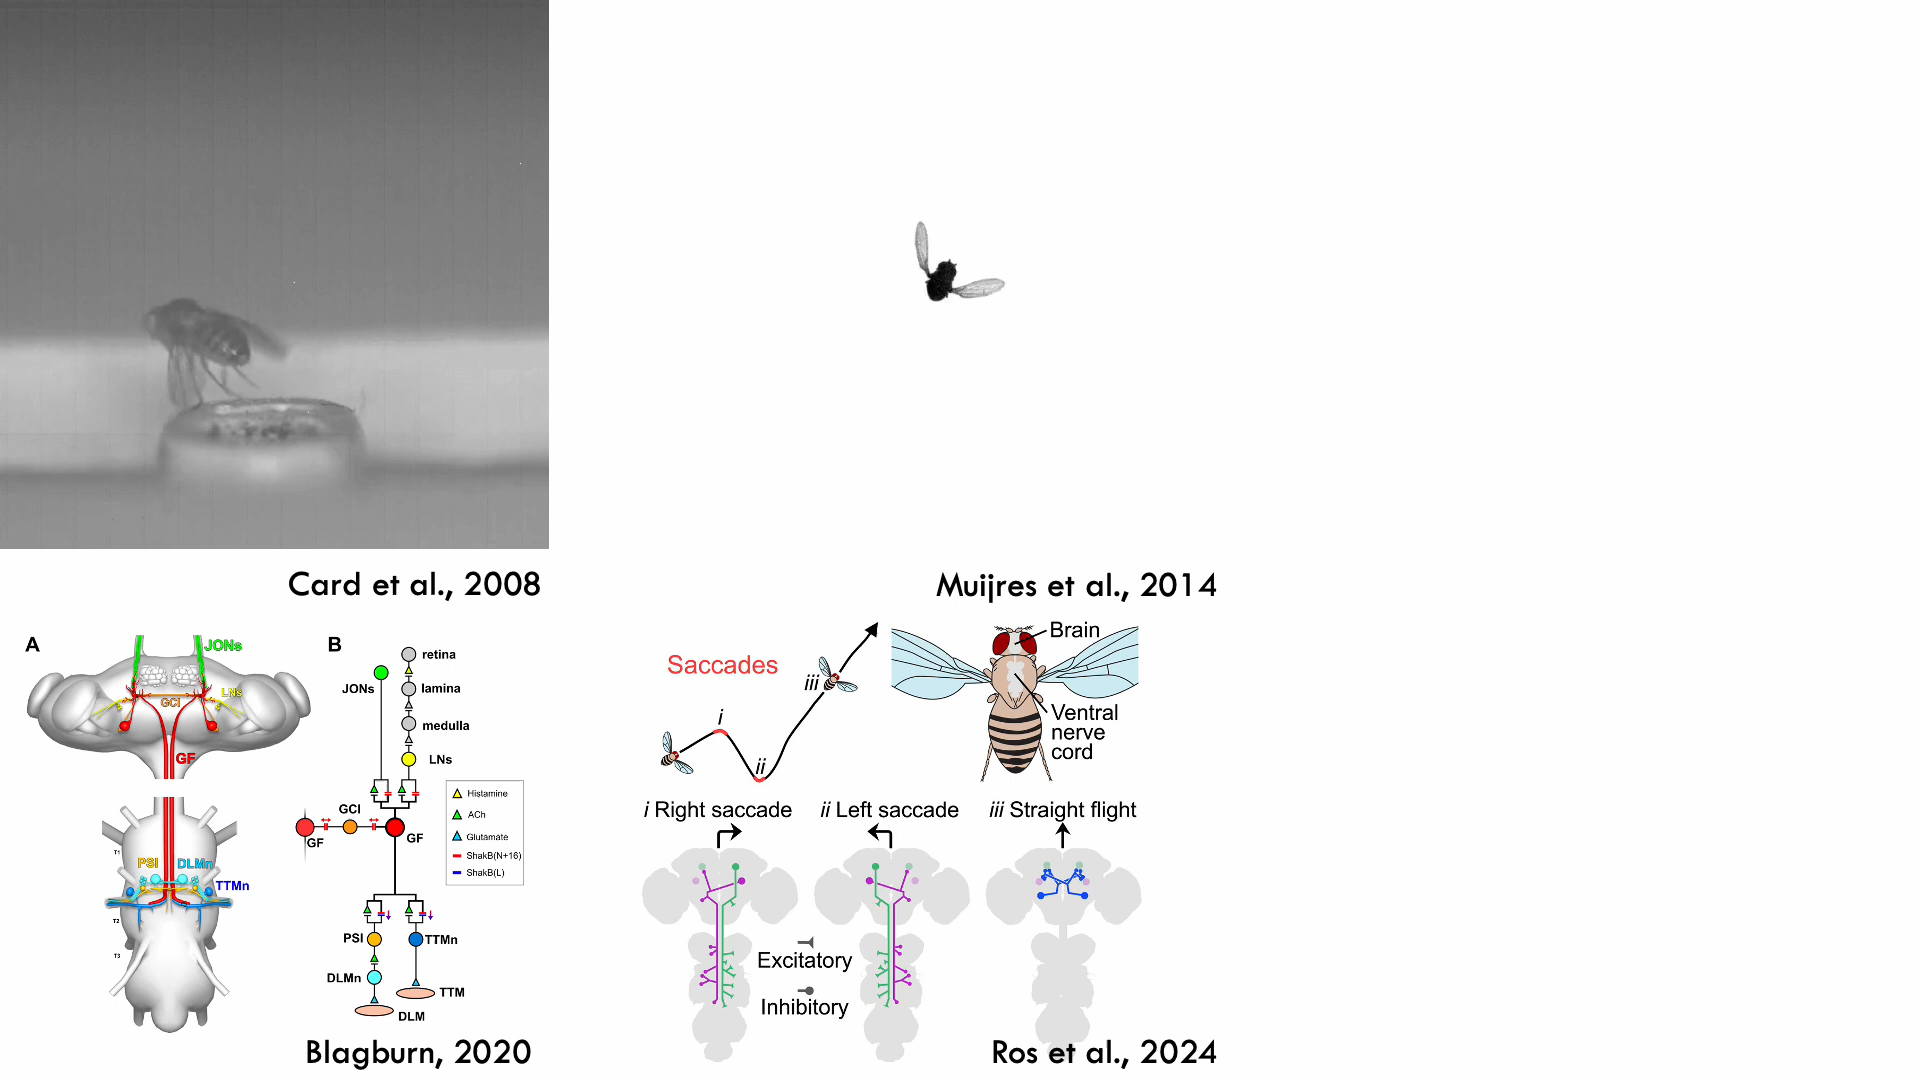 Card et al., 2008
Muijres et al., 2014
A
JONs
LNs
GCI
GF
T1
PSI
DLMn
TTMn
T2
T3
B
retina
JONs
lamina
medulla
LNs
GCI
GF
GF
Histamine
ACh
Glutamate
ShakB(N+16)
ShakB(L)
PSI
TTMn
DLMn
TTM
DLM
Blagburn, 2020
Saccades
i
ii
iii
Brain
Ventral
nerve
cord
i Right saccade
ii Left saccade
iii Straight flight
Excitatory
Inhibitory
Ros et al., 2024